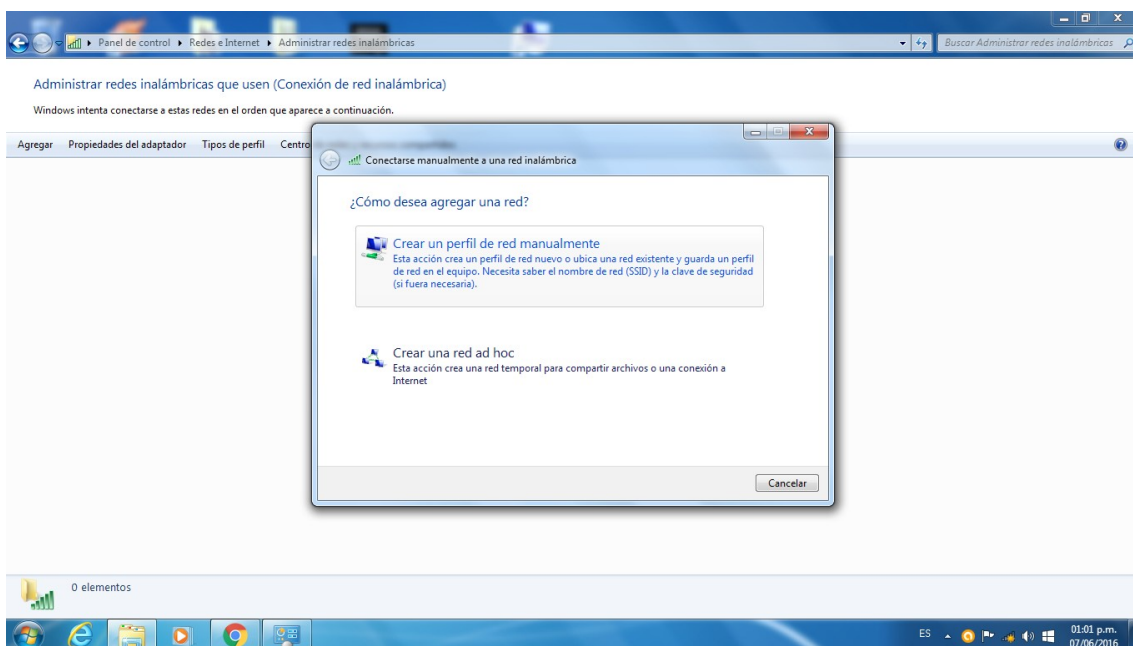 Panel de control ▸ Redes e Internet ▸ Administrar redes inalámbricas
Buscar Administrar redes inalámbricas
Administrar redes inalámbricas que usen (Conexión de red inalámbrica)
Windows intenta conectarse a estas redes en el orden que aparece a continuación.
Agregar Propiedades del adaptador Tipos de perfil Centro
Conectarse manualmente a una red inalámbrica
¿Cómo desea agregar una red?
Crear un perfil de red manualmente
Esta acción crea un perfil de red nuevo o ubica una red existente y guarda un perfil
de red en el equipo. Necesita saber el nombre de red (SSID) y la clave de seguridad
(si fuera necesaria).
Crear una red ad hoc
Esta acción crea una red temporal para compartir archivos o una conexión a
Internet
Cancelar
0 elementos
ES
01:01 p.m.
07/06/2016